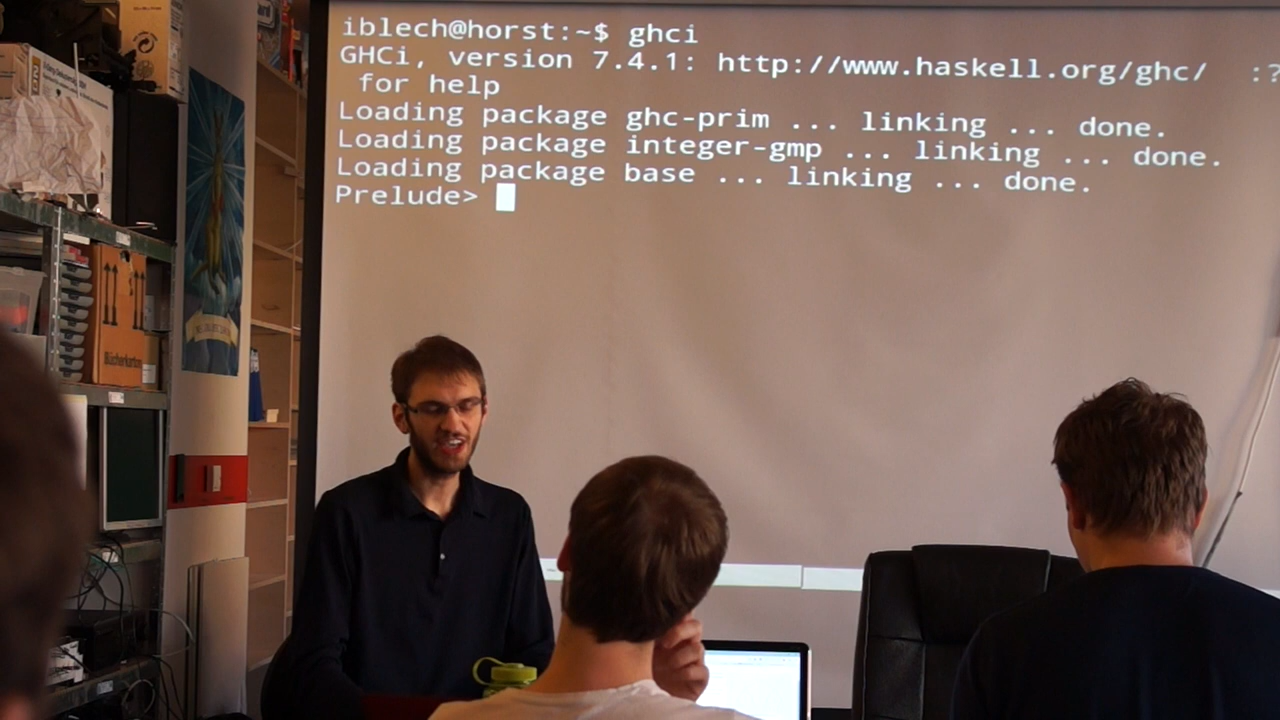 iblech@horst:~$ ghci
GHCi, version 7.4.1: http://www.haskell.org/ghc/  :?
 for help
Loading package ghc-prim ... linking ... done.
Loading package integer-gmp ... linking ... done.
Loading package base ... linking ... done.
Prelude>
Bücherkarton